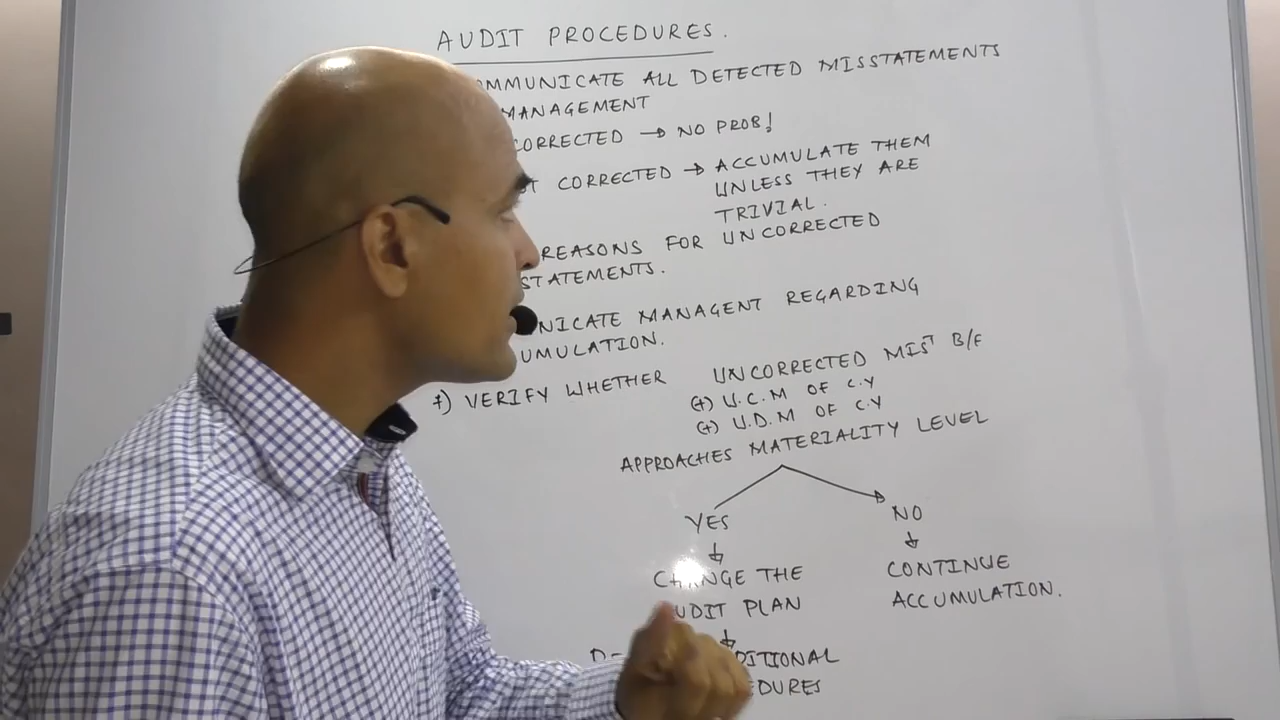 AUDIT PROCEDURES.
OMMUNICATE ALL DETECTED MISSTATEMENTS
MANAGEMENT
CORRECTED → NO PROB!
T CORRECTED → ACCUMULATE THEM
UNLESS THEY ARE
TRIVIAL.
REASONS FOR UNCORRECTED
STATEMENTS.
NICATE MANAGENT REGARDING
UMULATION.
7) VERIFY WHETHER UNCORRECTED MIST B/F
(+) U.C.M OF C.Y
(+) U.D.M OF C.Y
APPROACHES MATERIALITY LEVEL
YES NO
CHANGE THE CONTINUE
AUDIT PLAN ACCUMULATION.
DITIONAL
EDURES